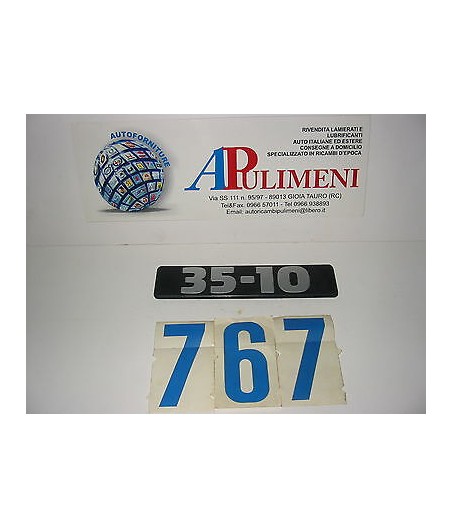 AUTOFORNITURE
RIVENDITA LAMIERATI E
LUBRIFICANTI
AUTO ITALIANE ED ESTERE
CONSEGNE A DOMICILIO
SPECIALIZZATO IN RICAMBI D'EPOCA
APULIMENI
Via SS 111 n. 95/97 - 89013 GIOIA TAURO (RC)
Tel&Fax. 0966 57011 - Tel 0966.938893
Email: autoricambipulimeni@libero.it
35-10
767